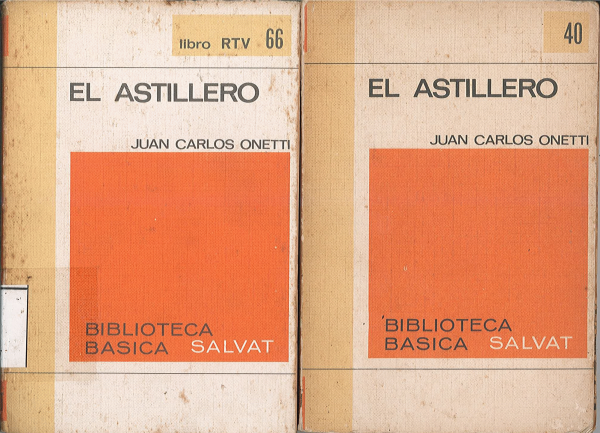 libro RTV 66
EL ASTILLERO
JUAN CARLOS ONETTI
BIBLIOTECA
BASICA SALVAT
40
EL ASTILLERO
JUAN CARLOS ONETTI
BIBLIOTECA
BASICA SALVAT